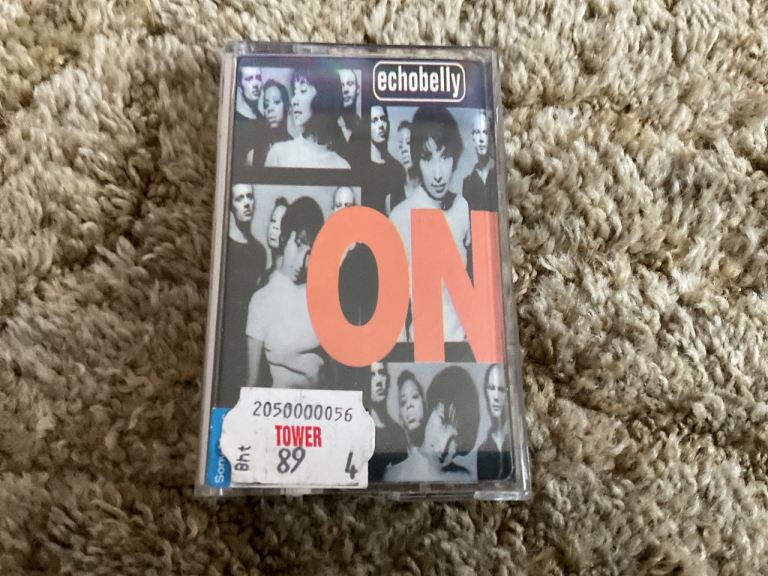 echobelly
ON
2050000056
TOWER
Bht 89 4